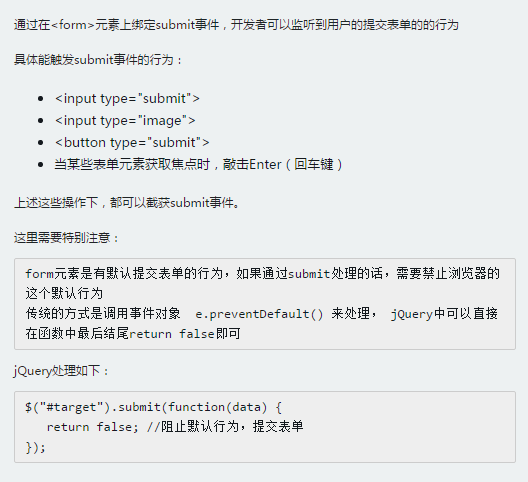 通过在<form>元素上绑定submit事件，开发者可以监听到用户的提交表单的的行为
具体能触发submit事件的行为：
• <input type="submit">
• <input type="image">
• <button type="submit">
• 当某些表单元素获取焦点时，敲击Enter（回车键）
上述这些操作下，都可以截获submit事件。
这里需要特别注意：
form元素是有默认提交表单的行为，如果通过submit处理的话，需要禁止浏览器的
这个默认行为
传统的方式是调用事件对象  e.preventDefault() 来处理， jQuery中可以直接
在函数中最后结尾return false即可
jQuery处理如下：
$("#target").submit(function(data) {
   return false; //阻止默认行为，提交表单
});